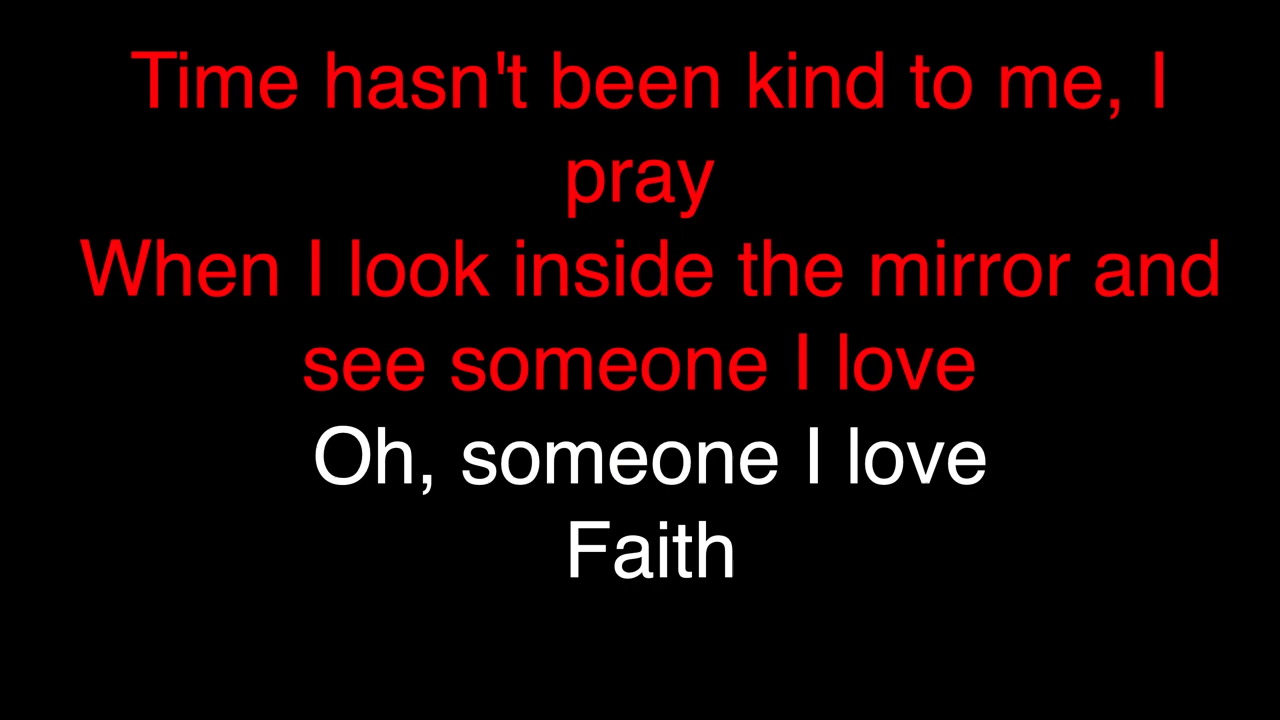 Time hasn't been kind to me, I
pray
When I look inside the mirror and
see someone I love
Oh, someone I love
Faith